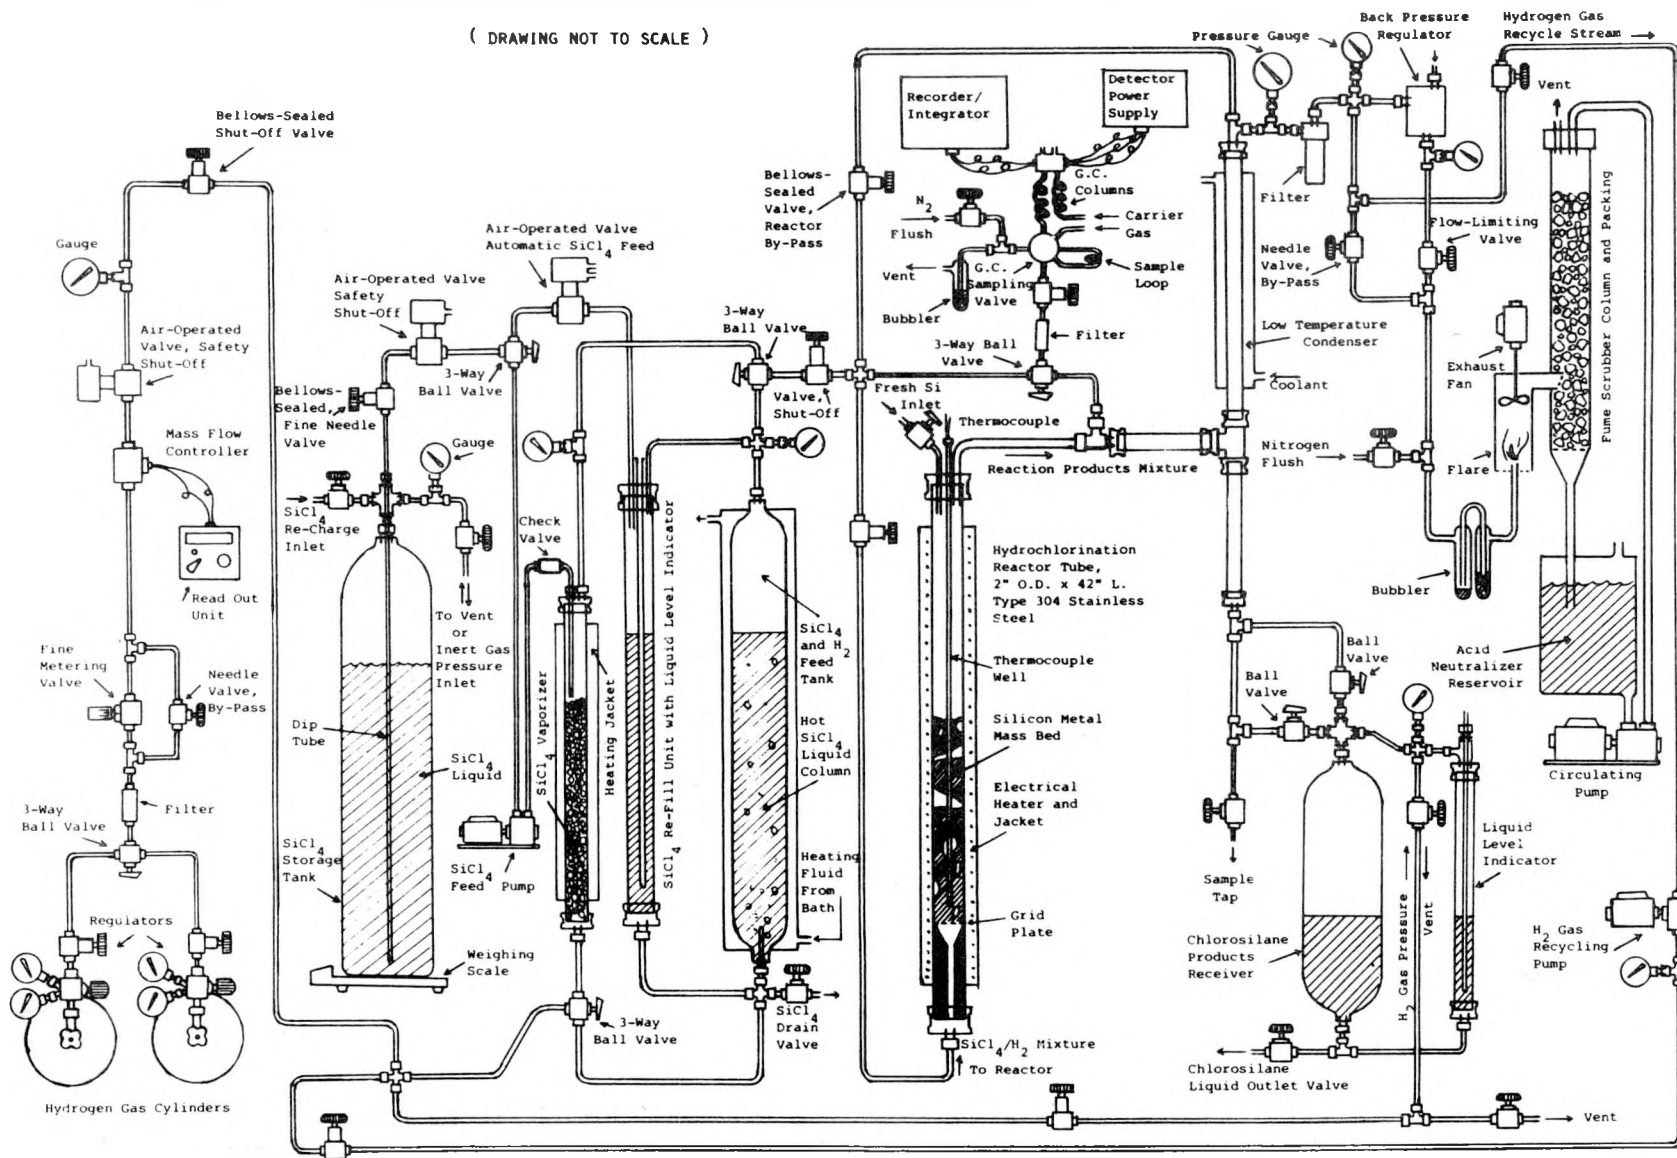 ( DRAWING NOT TO SCALE )
Bellows-Sealed
Shut-Off Valve
Gauge
Air-Operated
Valve, Safety
Shut-Off
Mass Flow
Controller
Read Out
Unit
Fine
Metering
Valve
Needle
Valve,
By-Pass
Filter
3-Way
Ball Valve
Regulators
Hydrogen Gas Cylinders
Air-Operated Valve
Automatic SiCl4 Feed
Air-Operated Valve
Safety
Shut-Off
3-Way
Ball Valve
Bellows-
Sealed,
Fine Needle
Valve
Gauge
SiCl4
Re-Charge
Inlet
To Vent
or
Inert Gas
Pressure
Inlet
Dip
Tube
SiCl4
Liquid
SiCl4
Storage
Tank
Weighing
Scale
Check
Valve
SiCl4
Feed Pump
SiCl4 Vaporizer
Heating Jacket
SiCl4 Re-Fill Unit with Liquid Level Indicator
3-Way
Ball Valve
3-Way
Ball Valve
Valve,
Shut-Off
SiCl4
and H2
Feed
Tank
Hot
SiCl4
Liquid
Column
Heating
Fluid
From
Bath
SiCl4
Drain
Valve
Bellows-
Sealed
Valve,
Reactor
By-Pass
Recorder/
Integrator
Detector
Power
Supply
G.C.
Columns
N2
Flush
Carrier
Gas
Vent
G.C.
Sampling
Valve
Sample
Loop
Bubbler
Filter
3-Way Ball
Valve
Fresh Si
Inlet
Thermocouple
Reaction Products Mixture
Hydrochlorination
Reactor Tube,
2" O.D. x 42" L.
Type 304 Stainless
Steel
Thermocouple
Well
Silicon Metal
Mass Bed
Electrical
Heater and
Jacket
Grid
Plate
SiCl4/H2 Mixture
To Reactor
Pressure Gauge
Back Pressure
Regulator
Hydrogen Gas
Recycle Stream
Vent
Filter
Needle
Valve,
By-Pass
Flow-Limiting
Valve
Low Temperature
Condenser
Coolant
Exhaust
Fan
Nitrogen
Flush
Flare
Bubbler
Fume Scrubber Column and Packing
Acid
Neutralizer
Reservoir
Circulating
Pump
Ball
Valve
Ball
Valve
Sample
Tap
Chlorosilane
Products
Receiver
H2 Gas Pressure
Vent
Liquid
Level
Indicator
H2 Gas
Recycling
Pump
Chlorosilane
Liquid Outlet Valve
Vent